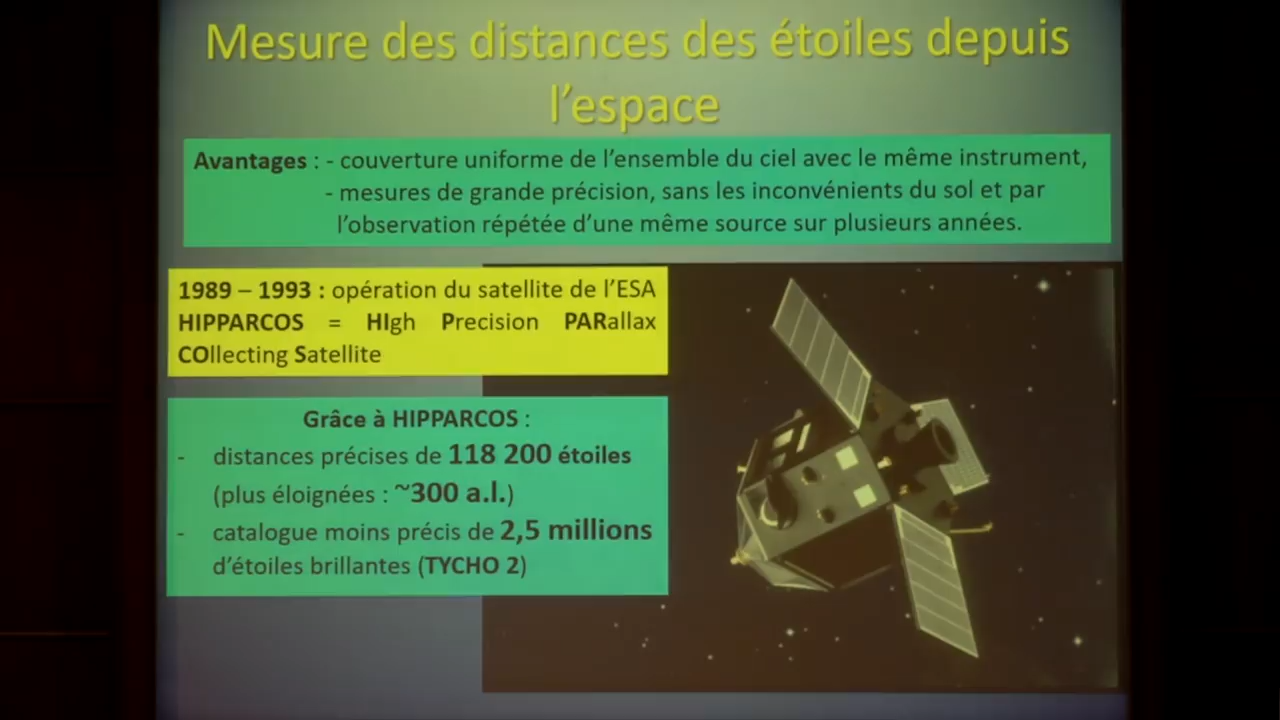 Mesure des distances des étoiles depuis
l'espace
Avantages : - couverture uniforme de l'ensemble du ciel avec le même instrument,
- mesures de grande précision, sans les inconvénients du sol et par
l'observation répétée d'une même source sur plusieurs années.
1989 – 1993 : opération du satellite de l'ESA
HIPPARCOS = HIgh Precision PARallax
COllecting Satellite
Grâce à HIPPARCOS :
- distances précises de 118 200 étoiles
(plus éloignées : ~300 a.l.)
- catalogue moins précis de 2,5 millions
d'étoiles brillantes (TYCHO 2)